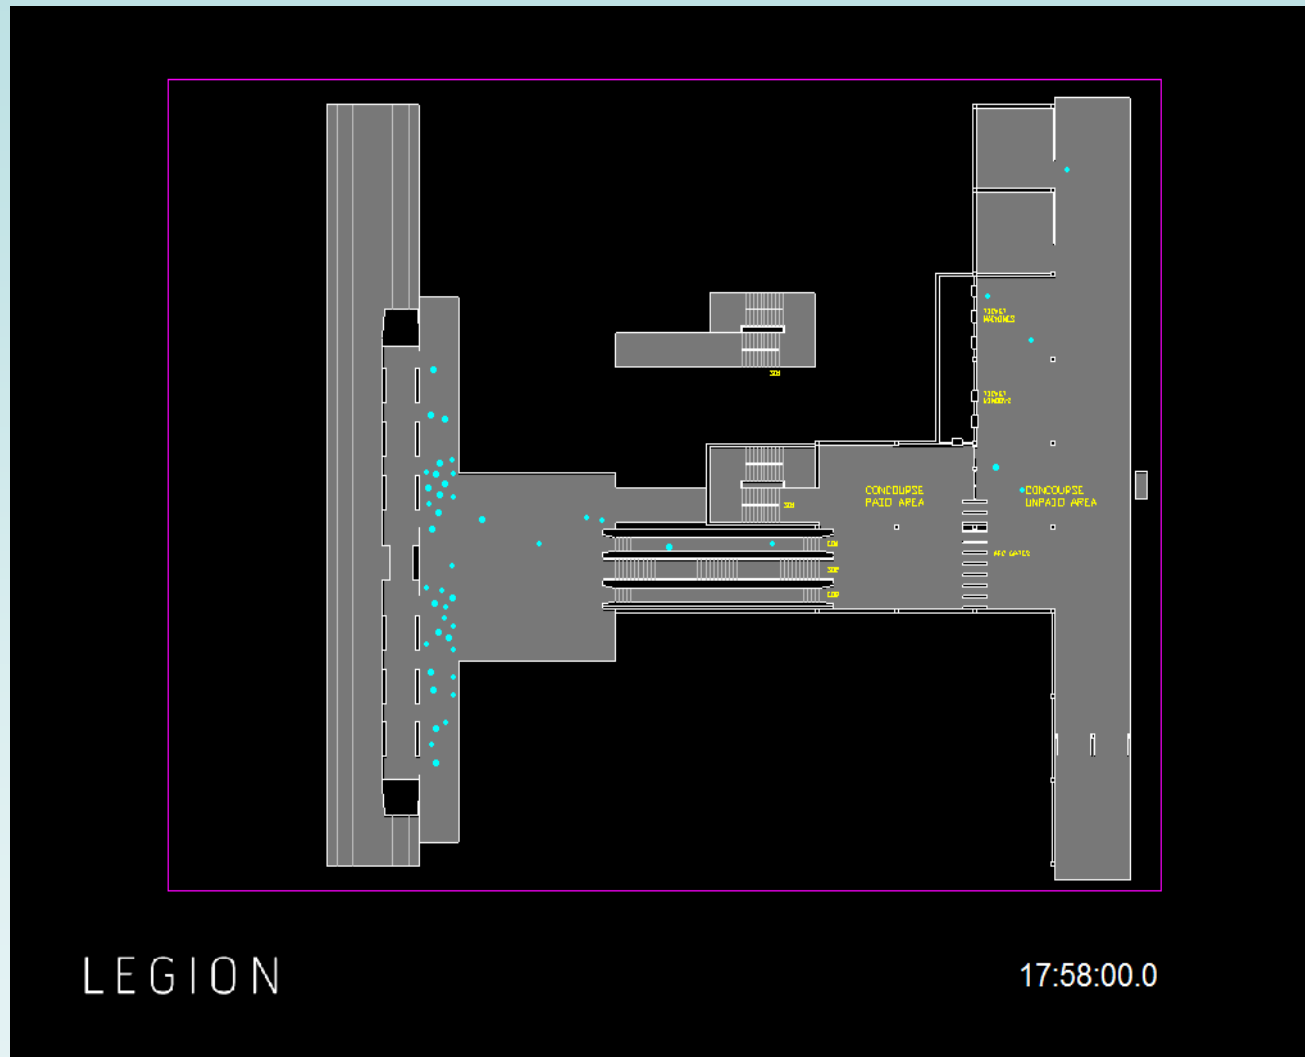 TICKET
MACHINES
TICKET
WINDOWS
CONCOURSE
PAID AREA
CONCOURSE
UNPAID AREA
AFC GATES
LEGION
17:58:00.0